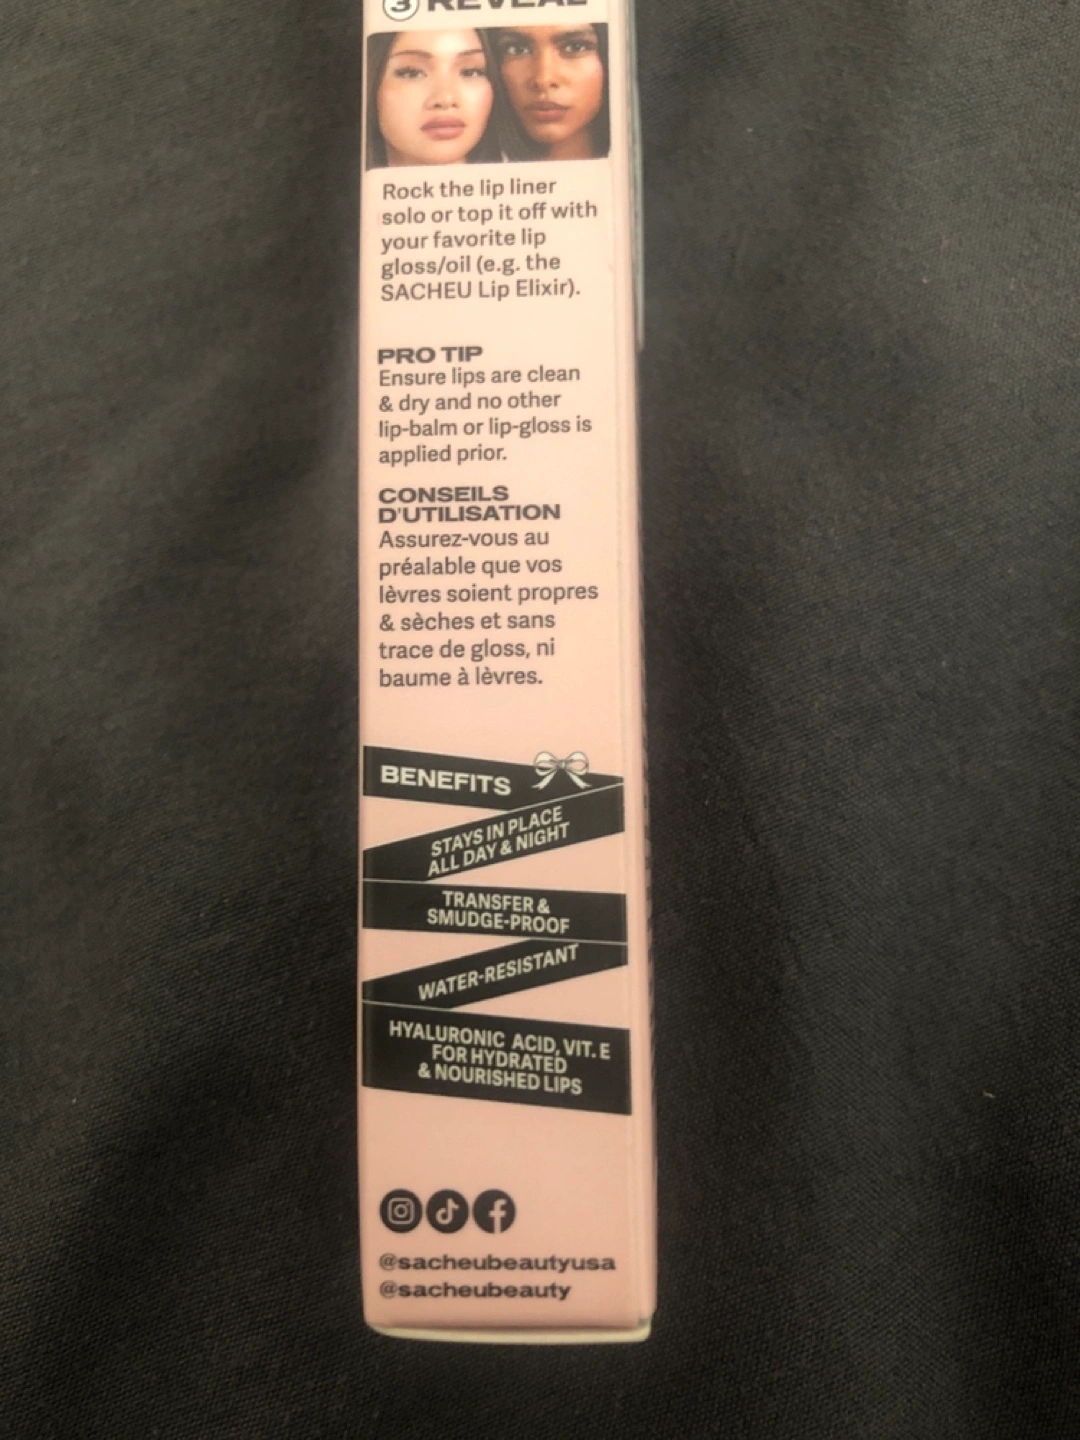 3 REVEAL
Rock the lip liner
solo or top it off with
your favorite lip
gloss/oil (e.g. the
SACHEU Lip Elixir).
PRO TIP
Ensure lips are clean
& dry and no other
lip-balm or lip-gloss is
applied prior.
CONSEILS
D'UTILISATION
Assurez-vous au
préalable que vos
lèvres soient propres
& sèches et sans
trace de gloss, ni
baume à lèvres.
BENEFITS
STAYS IN PLACE
ALL DAY & NIGHT
TRANSFER &
SMUDGE-PROOF
WATER-RESISTANT
HYALURONIC ACID, VIT. E
FOR HYDRATED
& NOURISHED LIPS
@sacheubeautyusa
@sacheubeauty